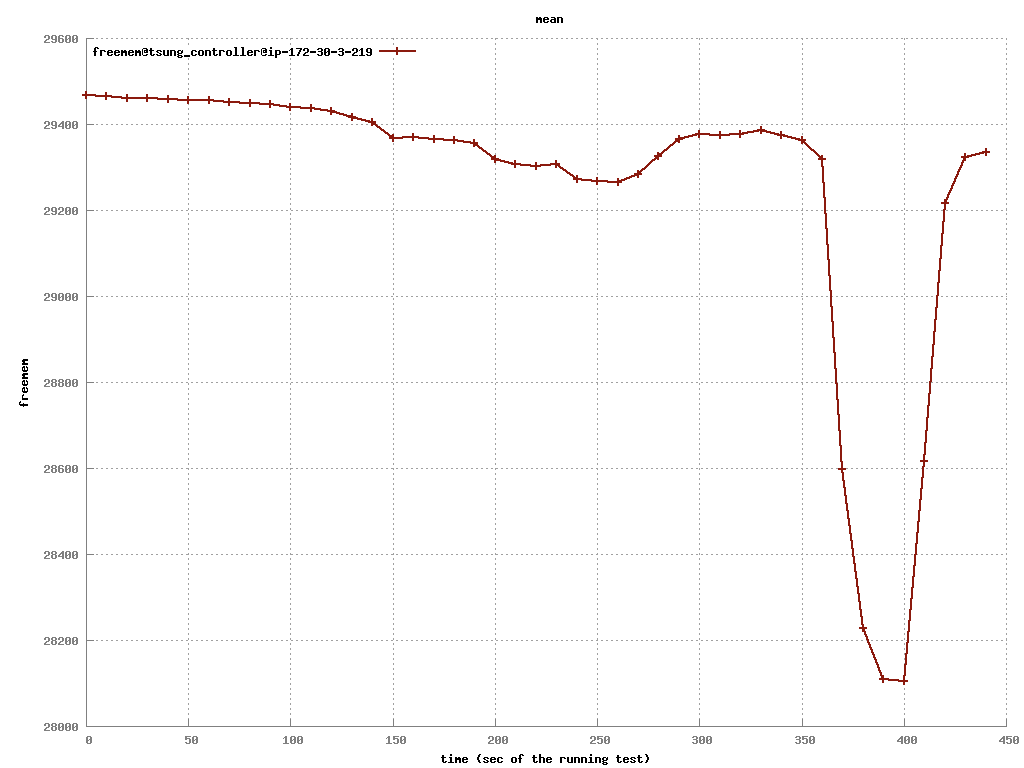 mean
freemem@tsung_controller@ip-172-30-3-219
29600
29400
29200
29000
28800
28600
28400
28200
28000
freemem
0 50 100 150 200 250 300 350 400 450
time (sec of the running test)